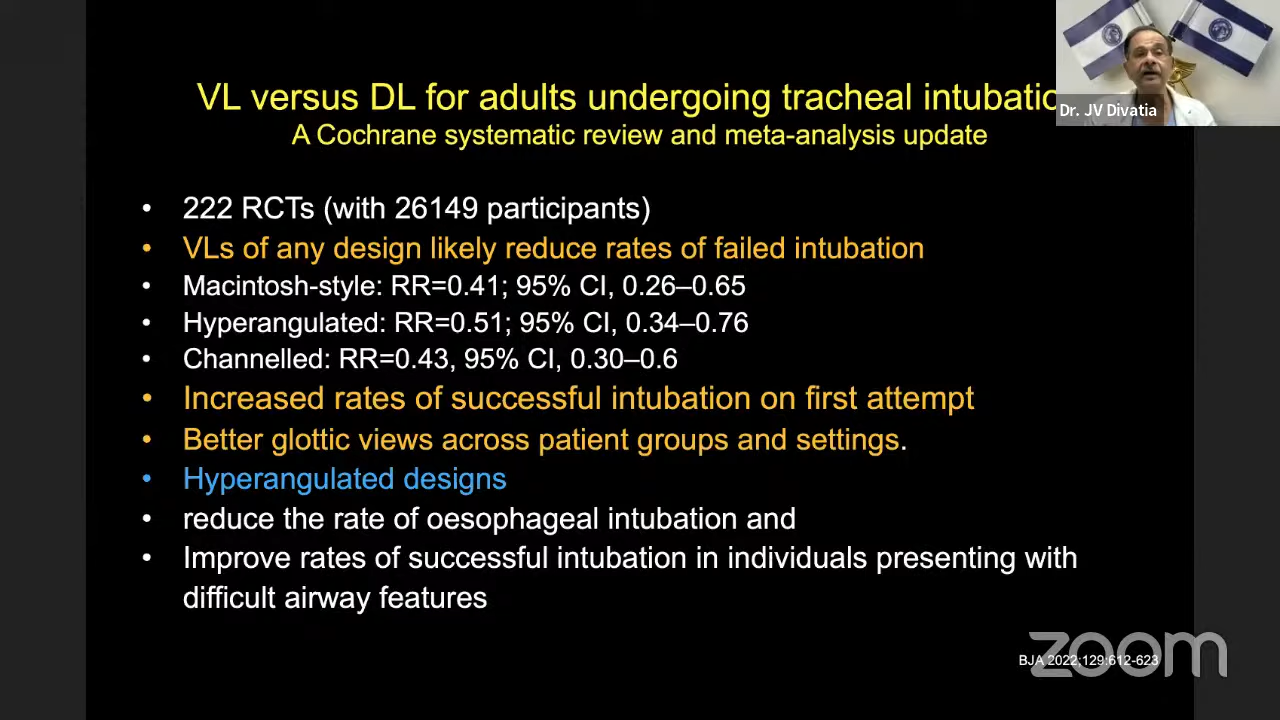 VL versus DL for adults undergoing tracheal intubatio
A Cochrane systematic review and meta-analysis update
Dr. JV Divatia
• 222 RCTs (with 26149 participants)
• VLs of any design likely reduce rates of failed intubation
• Macintosh-style: RR=0.41; 95% CI, 0.26–0.65
• Hyperangulated: RR=0.51; 95% CI, 0.34–0.76
• Channelled: RR=0.43, 95% CI, 0.30–0.6
• Increased rates of successful intubation on first attempt
• Better glottic views across patient groups and settings.
• Hyperangulated designs
• reduce the rate of oesophageal intubation and
• Improve rates of successful intubation in individuals presenting with
difficult airway features
BJA 2022;129:612-623
zoom